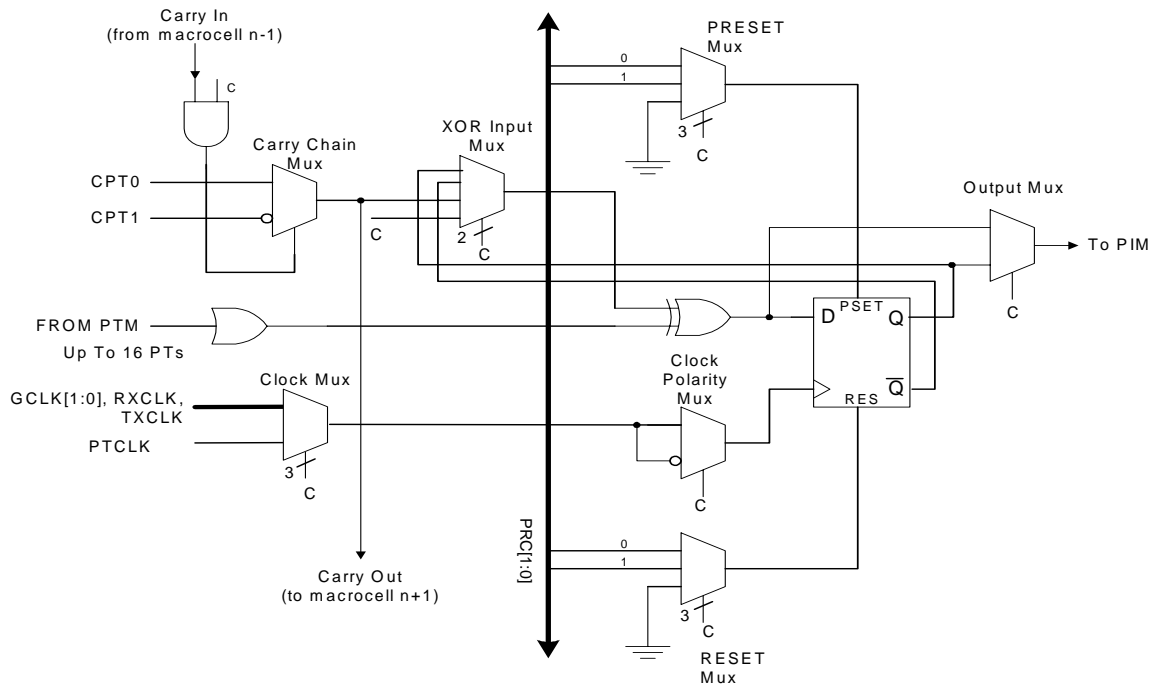 Carry In
(from macrocell n-1)
C
Carry Chain
Mux
CPT0
CPT1
XOR Input
Mux
C
2
C
0
1
PRESET
Mux
3
C
Output Mux
To PIM
C
FROM PTM
Up To 16 PTs
D
PSET
Q
Q
RES
Clock Mux
GCLK[1:0], RXCLK,
TXCLK
PTCLK
3
C
Clock
Polarity
Mux
C
PRC[1:0]
0
1
3
C
RESET
Mux
Carry Out
(to macrocell n+1)